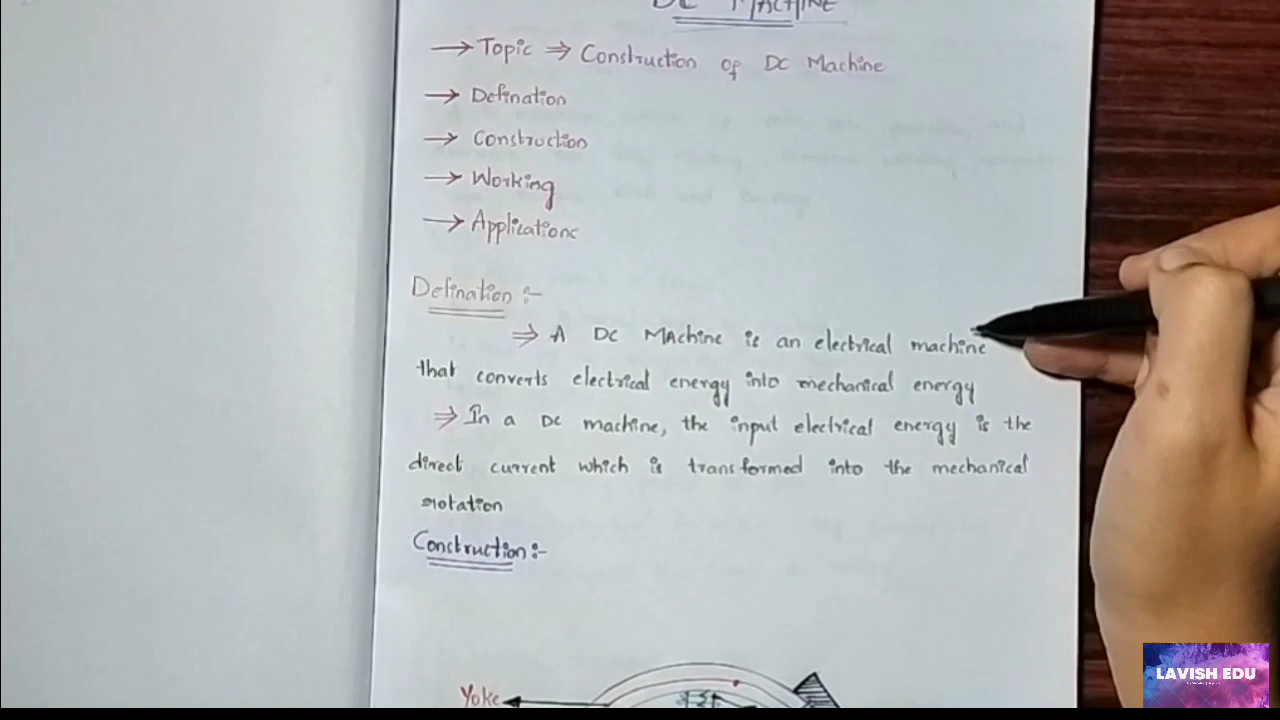 DC MACHINE
→ Topic ⇒ Construction of DC Machine
→ Defination
→ Construction
→ Working
→ Applications
Defination :-
⇒ A DC Machine is an electrical machine
that converts electrical energy into mechanical energy
⇒ In a DC machine, the input electrical energy is the
direct current which is transformed into the mechanical
rotation
Construction :-
Yoke
LAVISH EDU